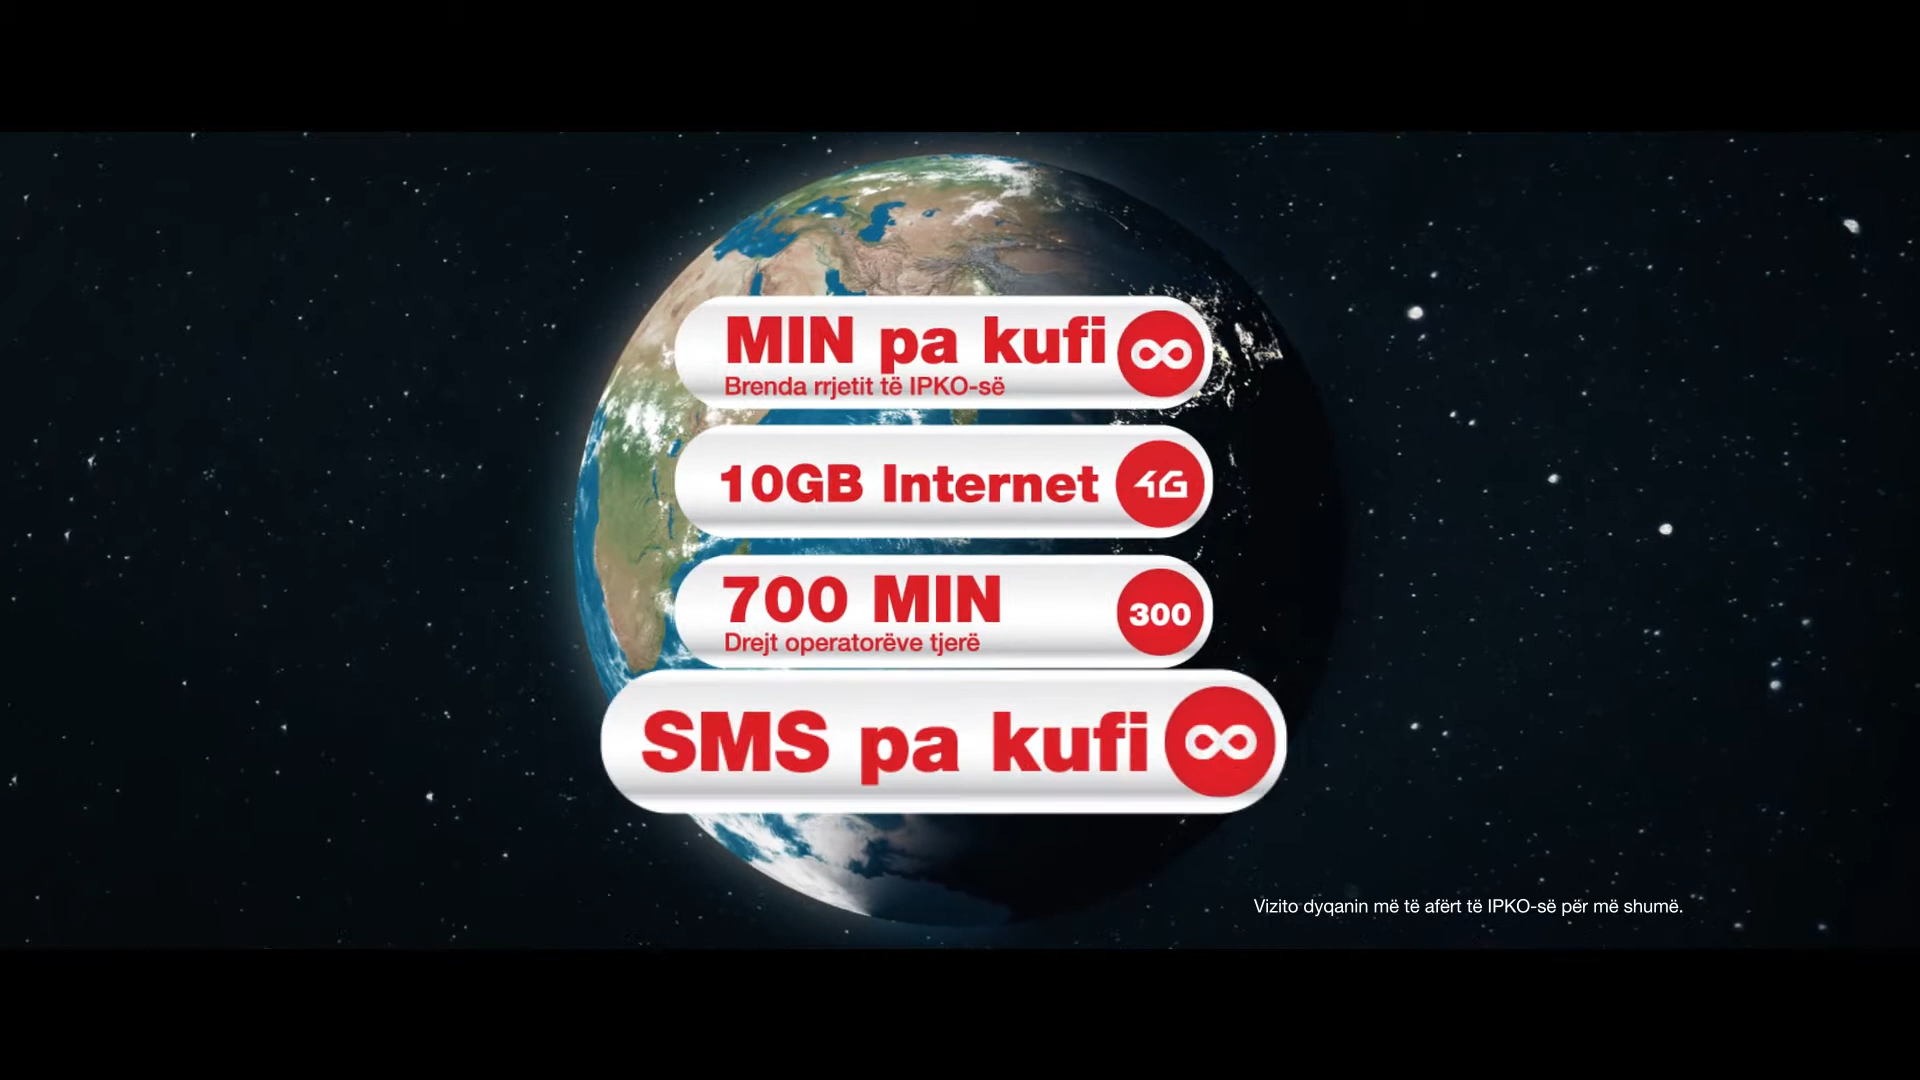 MIN pa kufi ∞
Brenda rrjetit të IPKO-së
10GB Internet 4G
700 MIN 300
Drejt operatorëve tjerë
SMS pa kufi ∞
Vizito dyqanin më të afërt të IPKO-së për më shumë.